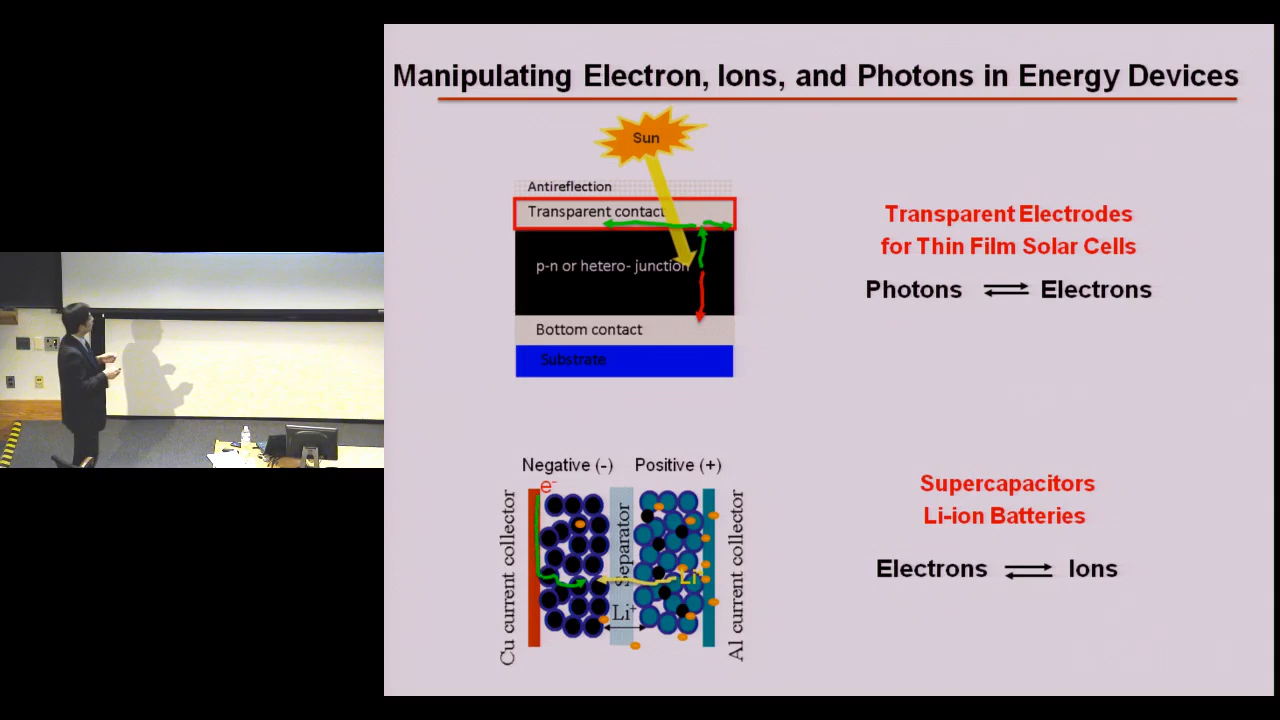 Manipulating Electron, Ions, and Photons in Energy Devices
Sun
Antireflection
Transparent contact
p-n or hetero- junction
Bottom contact
Substrate
Transparent Electrodes
for Thin Film Solar Cells
Photons Electrons
Negative (-) Positive (+)
e-
Cu current collector
Separator
Li+
Li+
Al current collector
Supercapacitors
Li-ion Batteries
Electrons Ions